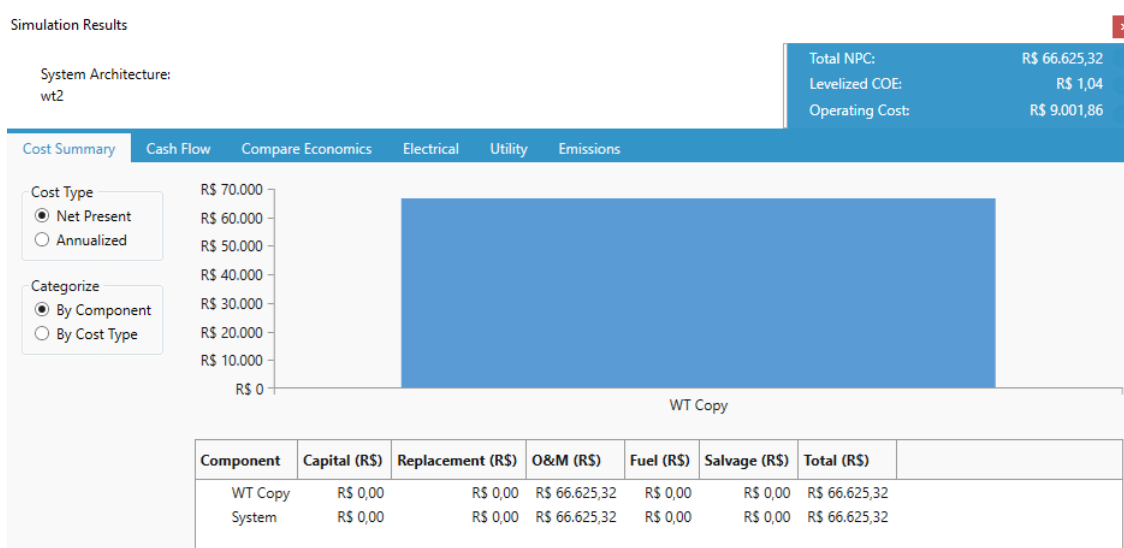 Simulation Results
System Architecture:
wt2
Total NPC: R$ 66.625,32
Levelized COE: R$ 1,04
Operating Cost: R$ 9.001,86
Cost Summary Cash Flow Compare Economics Electrical Utility Emissions
Cost Type
Net Present
Annualized
Categorize
By Component
By Cost Type
R$ 70.000
R$ 60.000
R$ 50.000
R$ 40.000
R$ 30.000
R$ 20.000
R$ 10.000
R$ 0
WT Copy
Component Capital (R$) Replacement (R$) O&M (R$) Fuel (R$) Salvage (R$) Total (R$)
WT Copy R$ 0,00 R$ 0,00 R$ 66.625,32 R$ 0,00 R$ 0,00 R$ 66.625,32
System R$ 0,00 R$ 0,00 R$ 66.625,32 R$ 0,00 R$ 0,00 R$ 66.625,32